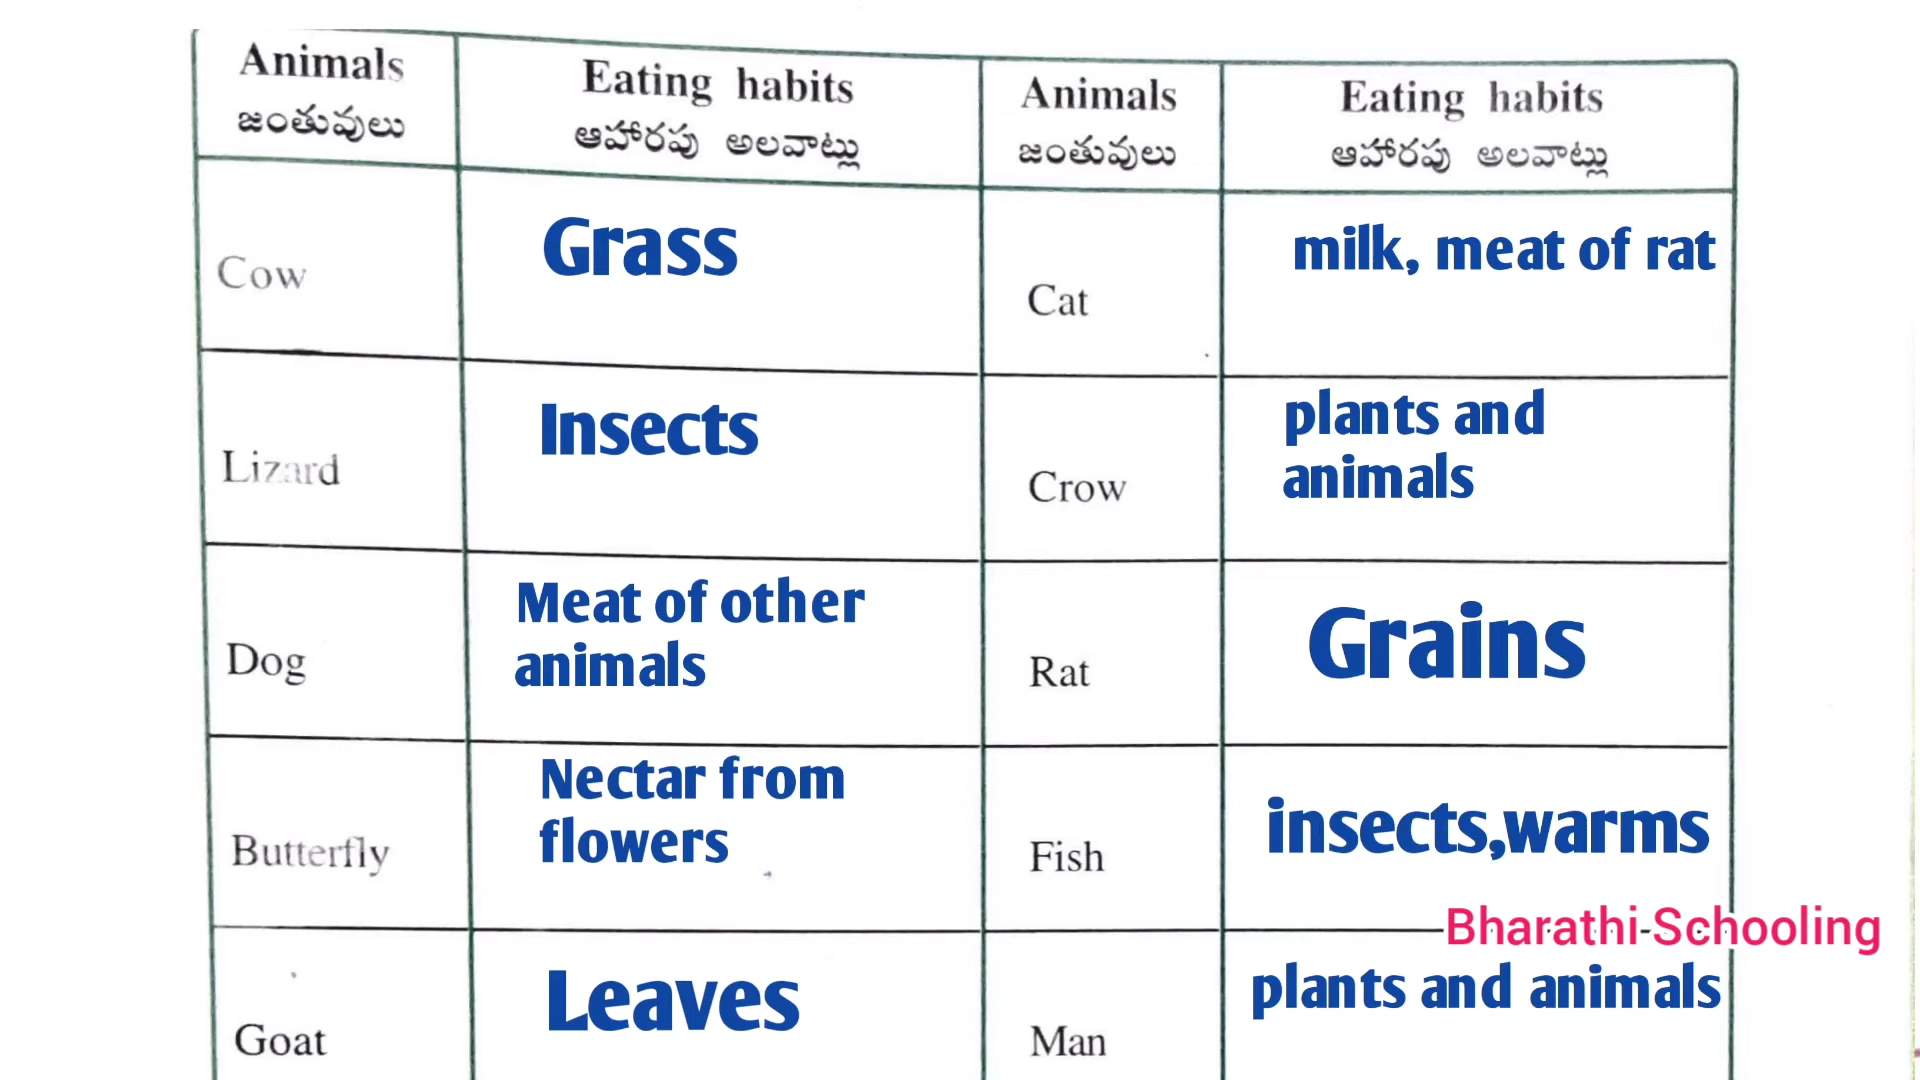 Animals
జంతువులు
Eating habits
ఆహారపు అలవాట్లు
Animals
జంతువులు
Eating habits
ఆహారపు అలవాట్లు
Cow
Grass
Cat
milk, meat of rat
Lizard
Insects
Crow
plants and
animals
Dog
Meat of other
animals
Rat
Grains
Butterfly
Nectar from
flowers
Fish
insects,warms
Bharathi Schooling
Goat
Leaves
Man
plants and animals